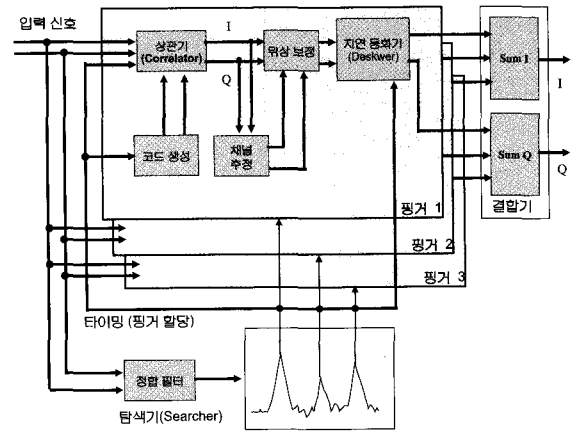 입력 신호
상관기
(Correlator)
I
Q
위상 보정
지연 동화기
(Deskwer)
코드 생성
채널
추정
Sum I
I
Sum Q
Q
결합기
핑거 1
핑거 2
핑거 3
타이밍 (핑거 할당)
정합 필터
탐색기(Searcher)